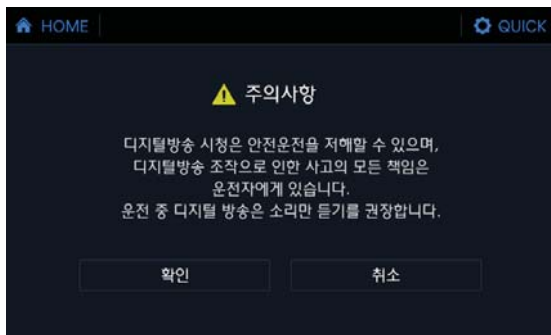 HOME
QUICK
주의사항
디지털방송 시청은 안전운전을 저해할 수 있으며,
디지털방송 조작으로 인한 사고의 모든 책임은
운전자에게 있습니다.
운전 중 디지털 방송은 소리만 듣기를 권장합니다.
확인
취소